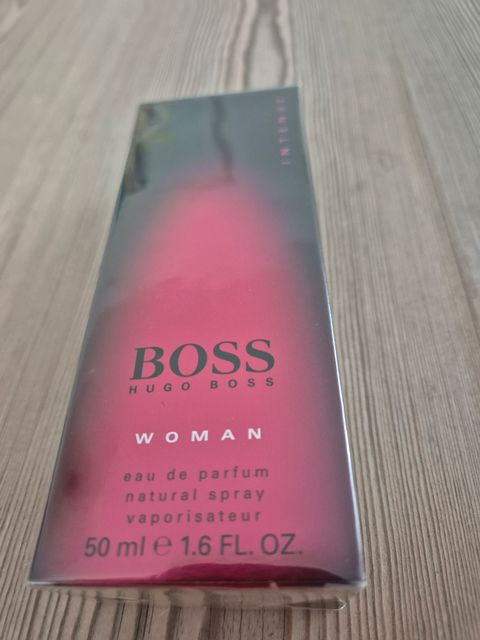 INTENSE
BOSS
HUGO BOSS
WOMAN
eau de parfum
natural spray
vaporisateur
50 ml ℮ 1.6 FL. OZ.